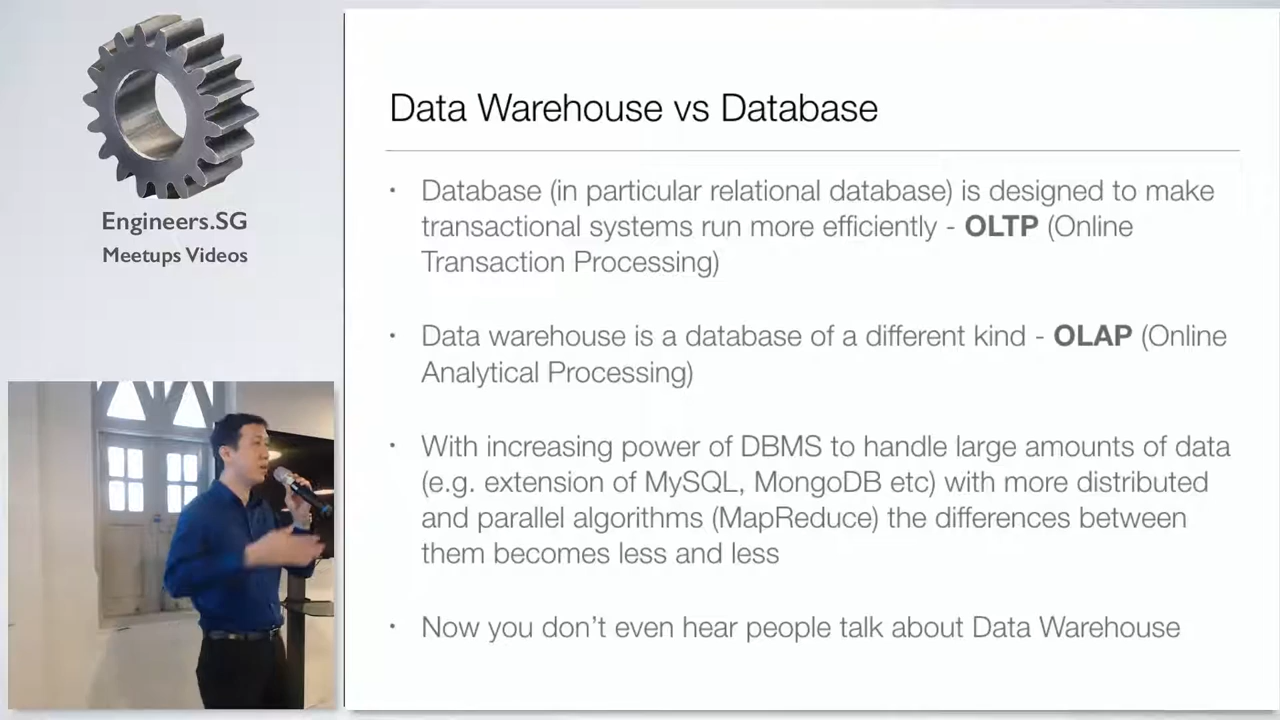 Engineers.SG
Meetups Videos
Data Warehouse vs Database
• Database (in particular relational database) is designed to make
transactional systems run more efficiently - OLTP (Online
Transaction Processing)
• Data warehouse is a database of a different kind - OLAP (Online
Analytical Processing)
• With increasing power of DBMS to handle large amounts of data
(e.g. extension of MySQL, MongoDB etc) with more distributed
and parallel algorithms (MapReduce) the differences between
them becomes less and less
• Now you don’t even hear people talk about Data Warehouse